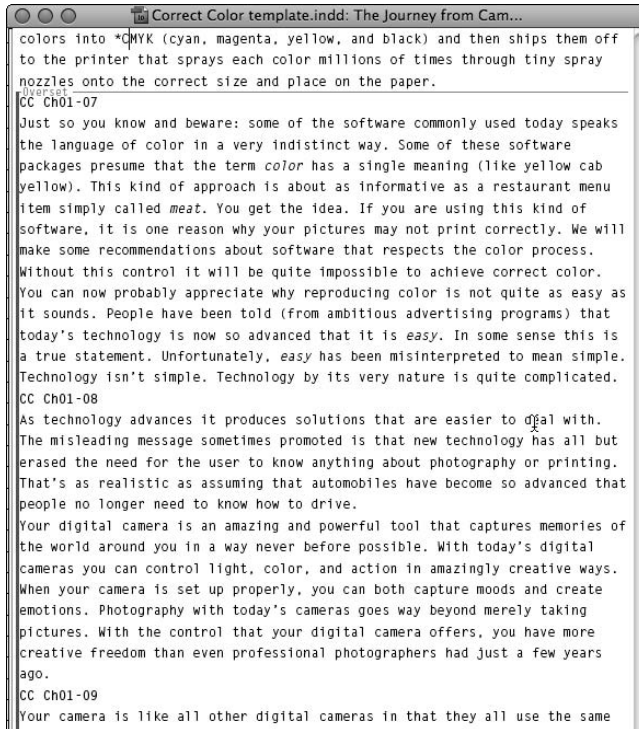 Correct Color template.indd: The Journey from Cam...
colors into *CMYK (cyan, magenta, yellow, and black) and then ships them off
to the printer that sprays each color millions of times through tiny spray
nozzles onto the correct size and place on the paper.
Overset
CC Ch01-07
Just so you know and beware: some of the software commonly used today speaks
the language of color in a very indistinct way. Some of these software
packages presume that the term color has a single meaning (like yellow cab
yellow). This kind of approach is about as informative as a restaurant menu
item simply called meat. You get the idea. If you are using this kind of
software, it is one reason why your pictures may not print correctly. We will
make some recommendations about software that respects the color process.
Without this control it will be quite impossible to achieve correct color.
You can now probably appreciate why reproducing color is not quite as easy as
it sounds. People have been told (from ambitious advertising programs) that
today's technology is now so advanced that it is easy. In some sense this is
a true statement. Unfortunately, easy has been misinterpreted to mean simple.
Technology isn't simple. Technology by its very nature is quite complicated.
CC Ch01-08
As technology advances it produces solutions that are easier to deal with.
The misleading message sometimes promoted is that new technology has all but
erased the need for the user to know anything about photography or printing.
That's as realistic as assuming that automobiles have become so advanced that
people no longer need to know how to drive.
Your digital camera is an amazing and powerful tool that captures memories of
the world around you in a way never before possible. With today's digital
cameras you can control light, color, and action in amazingly creative ways.
When your camera is set up properly, you can both capture moods and create
emotions. Photography with today's cameras goes way beyond merely taking
pictures. With the control that your digital camera offers, you have more
creative freedom than even professional photographers had just a few years
ago.
CC Ch01-09
Your camera is like all other digital cameras in that they all use the same